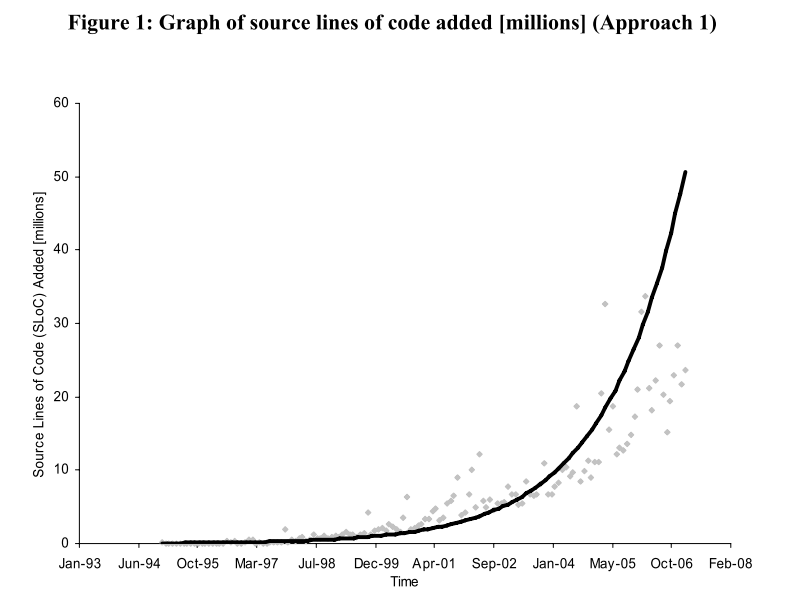 Figure 1: Graph of source lines of code added [millions] (Approach 1)
60
50
40
30
20
10
0
Source Lines of Code (SLoC) Added [millions]
Jan-93 Jun-94 Oct-95 Mar-97 Jul-98 Dec-99 Apr-01 Sep-02 Jan-04 May-05 Oct-06 Feb-08
Time